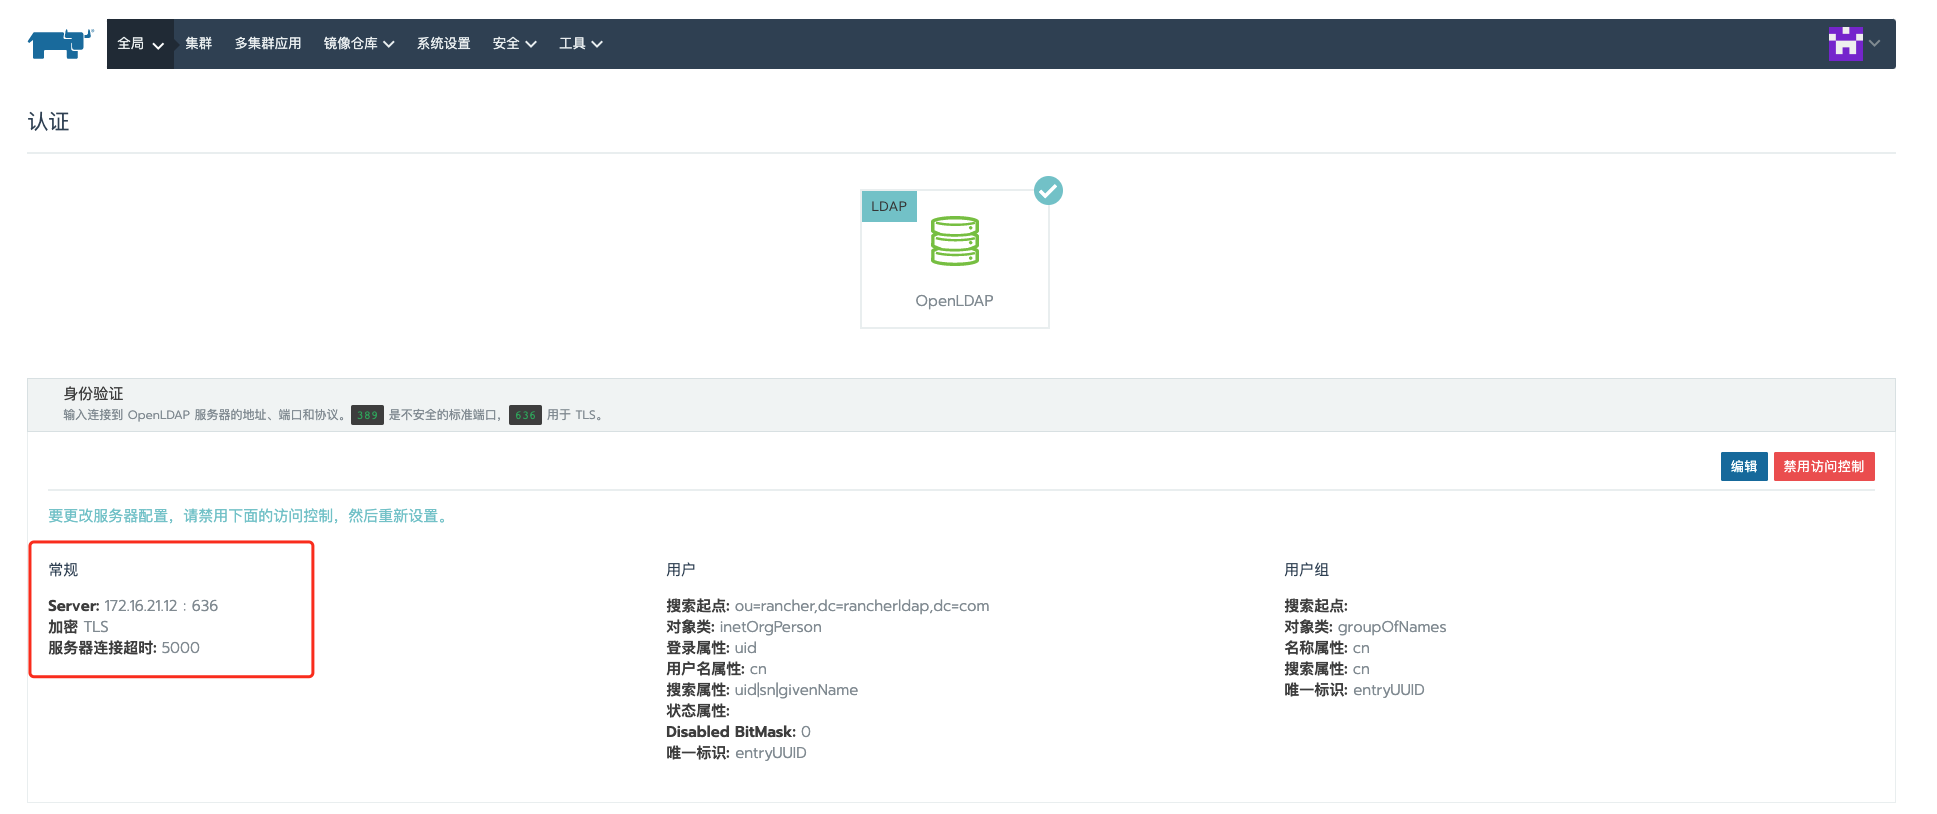 全局 集群 多集群应用 镜像仓库 系统设置 安全 工具
认证
LDAP
OpenLDAP
身份验证
输入连接到 OpenLDAP 服务器的地址、端口和协议。 389 是不安全的标准端口， 636 用于 TLS。
编辑 禁用访问控制
要更改服务器配置，请禁用下面的访问控制，然后重新设置。
常规
Server: 172.16.21.12 : 636
加密 TLS
服务器连接超时: 5000
用户
搜索起点: ou=rancher,dc=rancherldap,dc=com
对象类: inetOrgPerson
登录属性: uid
用户名属性: cn
搜索属性: uid|sn|givenName
状态属性:
Disabled BitMask: 0
唯一标识: entryUUID
用户组
搜索起点:
对象类: groupOfNames
名称属性: cn
搜索属性: cn
唯一标识: entryUUID